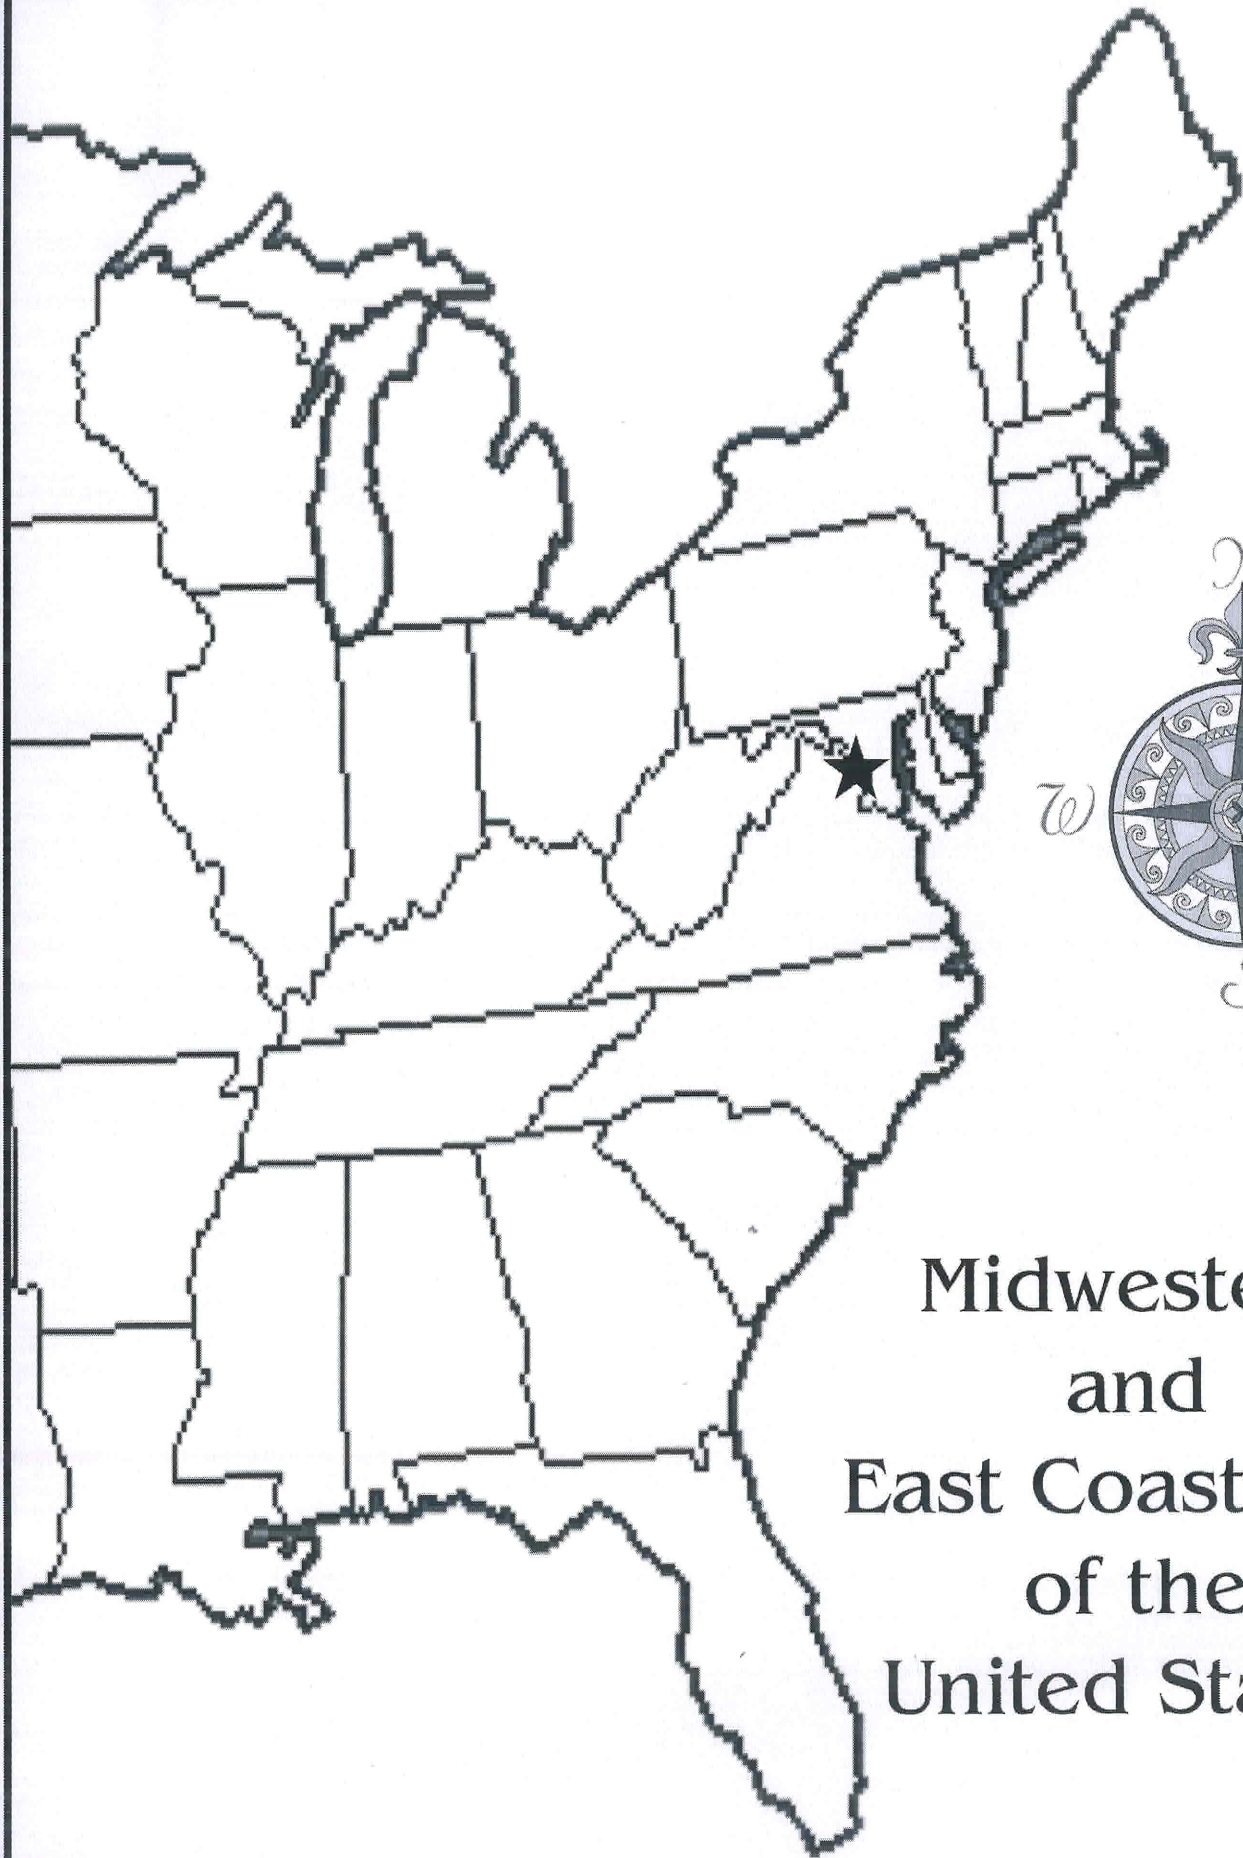 W
Midweste
and
East Coast
of the
United Sta